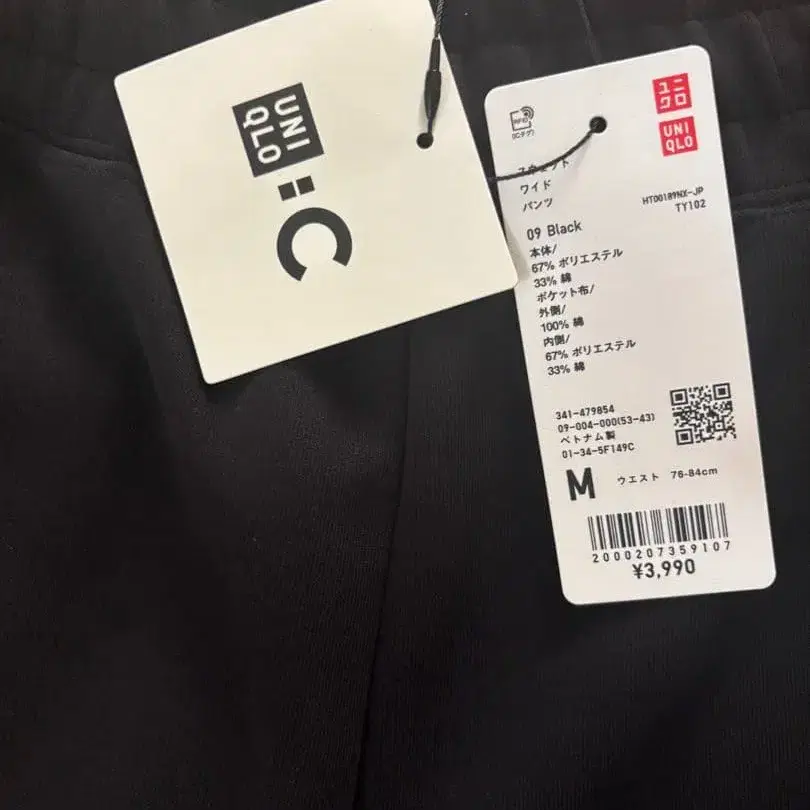 UNI
QLO
:C
RFID
(ICタグ)
ユニ
クロ
UNI
QLO
スウェット
ワイド
パンツ
HT00189NX-JP
TY102
09 Black
本体/
67% ポリエステル
33% 綿
ポケット布/
外側/
100% 綿
内側/
67% ポリエステル
33% 綿
341-479854
09-004-000(53-43)
ベトナム製
01-34-5F149C
M ウエスト 76-84cm
2000207359107
¥3,990